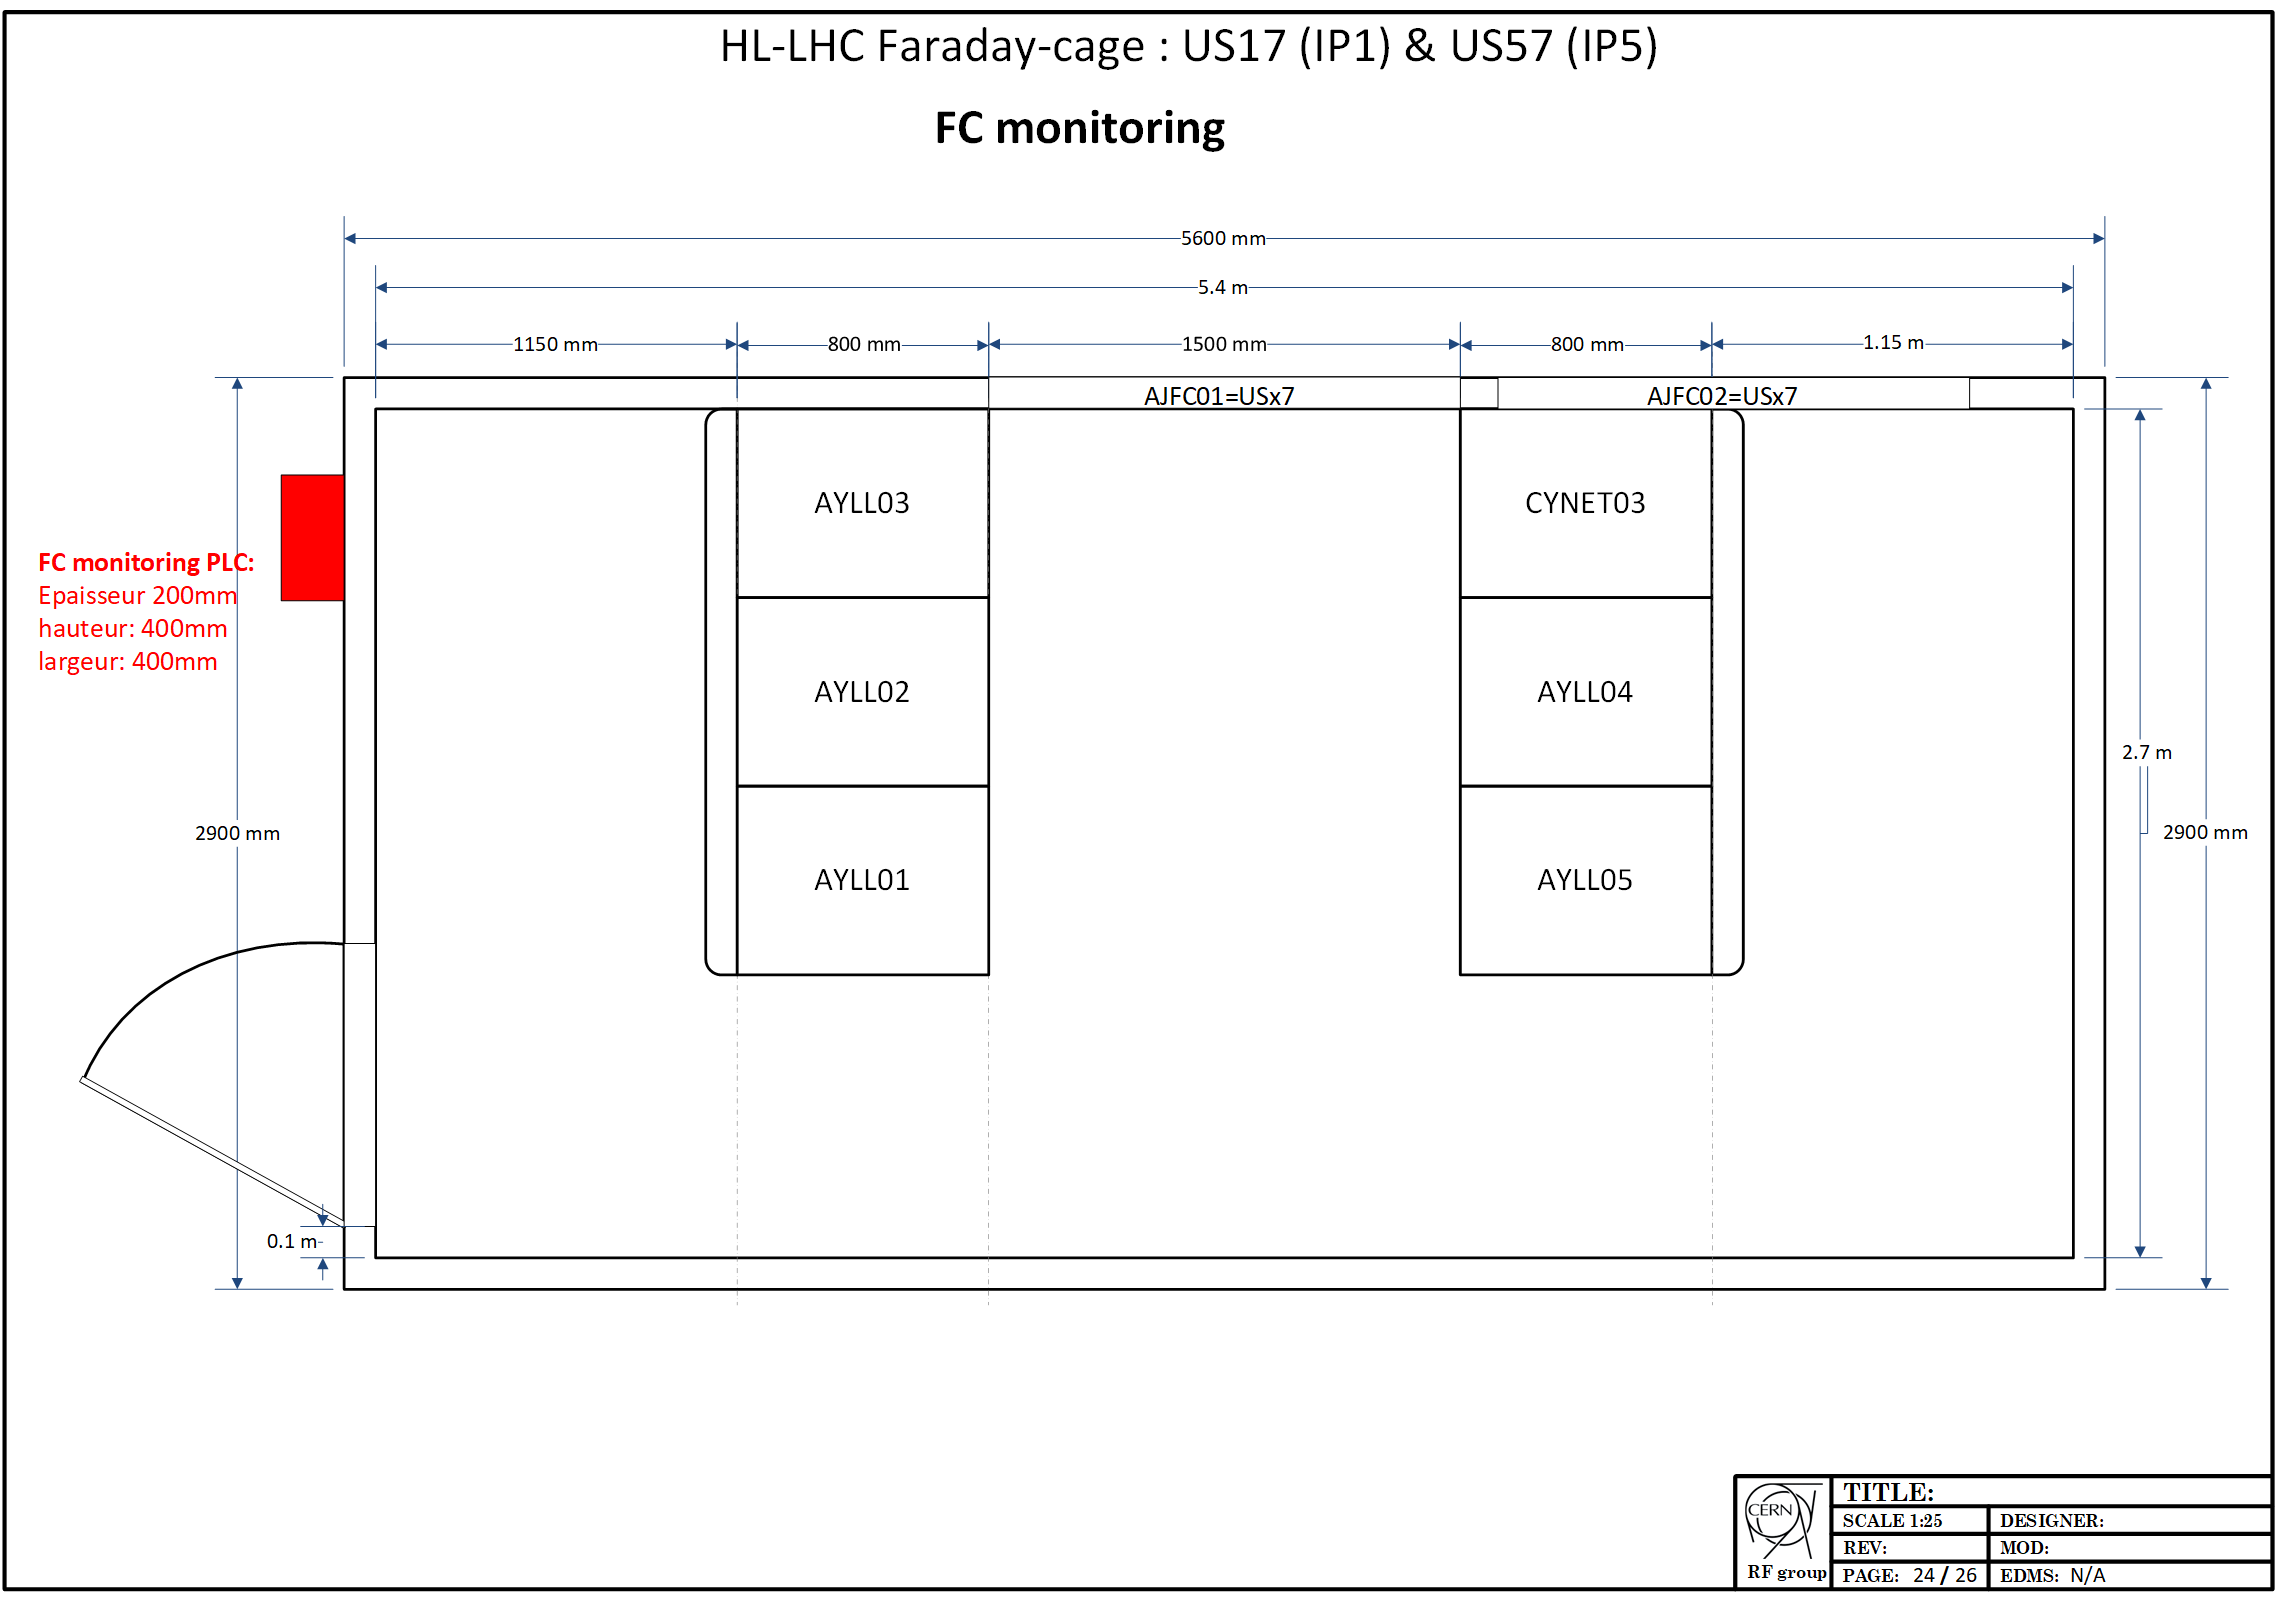 HL-LHC Faraday-cage : US17 (IP1) & US57 (IP5)
FC monitoring
5600 mm
5.4 m
1150 mm
800 mm
1500 mm
800 mm
1.15 m
AJFC01=USx7
AJFC02=USx7
AYLL03
CYNET03
FC monitoring PLC:
Epaisseur 200mm
hauteur: 400mm
largeur: 400mm
AYLL02
AYLL04
2.7 m
2900 mm
2900 mm
AYLL01
AYLL05
0.1 m
CERN
RF group
TITLE:
SCALE 1:25
DESIGNER:
REV:
MOD:
PAGE: 24 / 26
EDMS: N/A